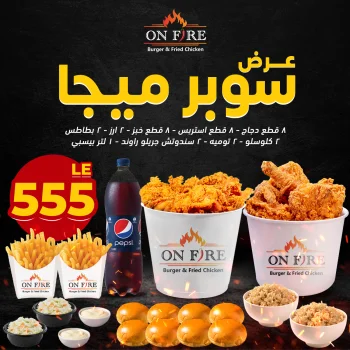 ON FIRE
Burger & Fried Chicken
عرض
سوبر ميجا
٨ قطع دجاج - ٨ قطع استربس - ٨ قطع خبز - ٢ ارز - ٢ بطاطس
٢ كلوسلو - ٢ توميه - ٢ سندوتش جريلو راوند - ١ لتر بيبسي
LE
555
pepsi
ON FIRE
Burger & Fried Chicken
ON FIRE
Burger & Fried Chicken
ON FIRE
ON FIRE